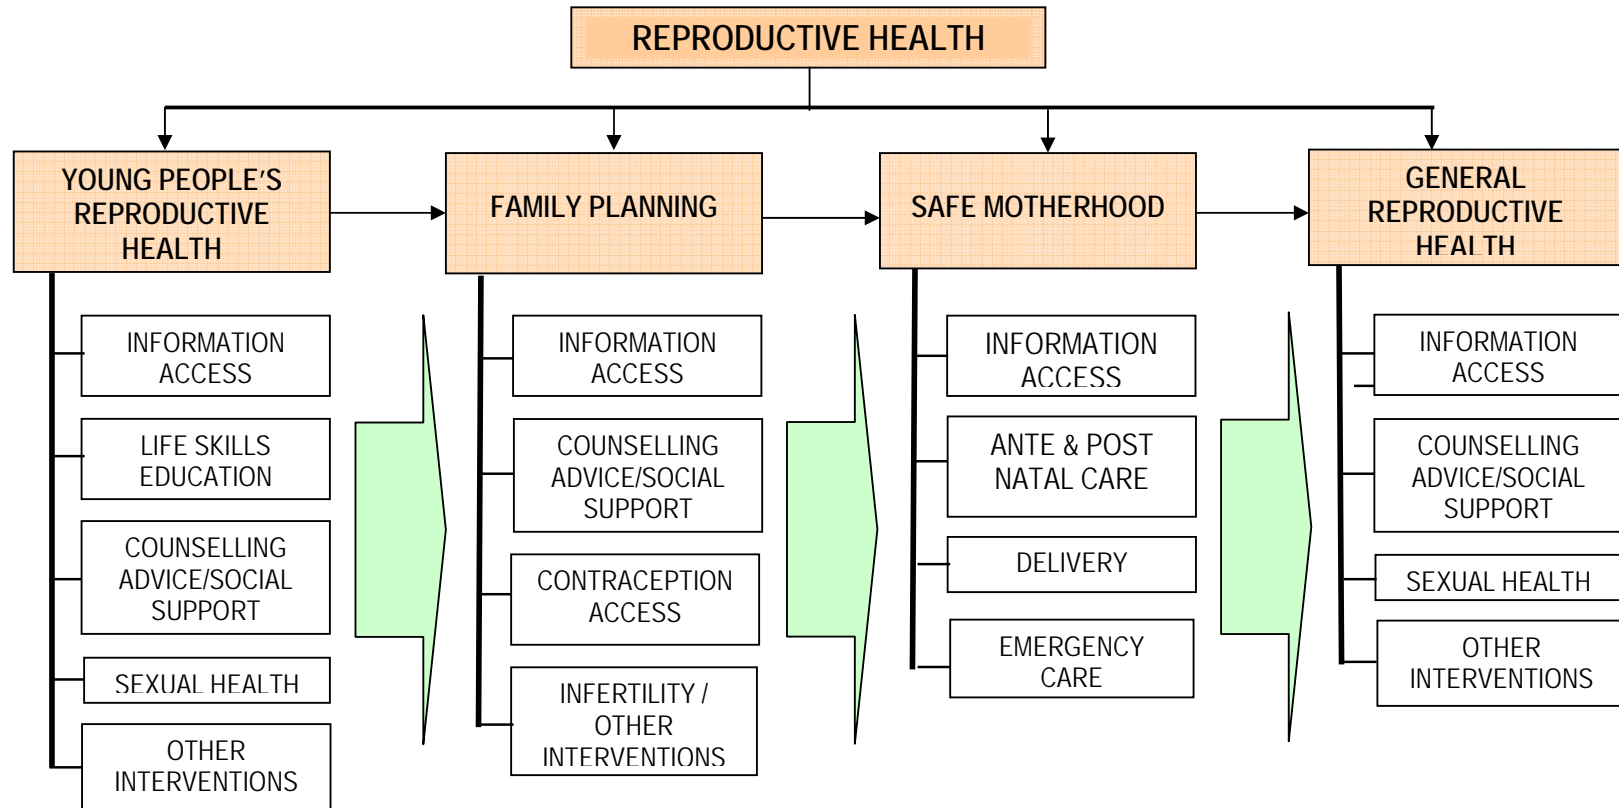 REPRODUCTIVE HEALTH
YOUNG PEOPLE'S
REPRODUCTIVE
HEALTH
INFORMATION
ACCESS
LIFE SKILLS
EDUCATION
COUNSELLING
ADVICE/SOCIAL
SUPPORT
SEXUAL HEALTH
OTHER
INTERVENTIONS
FAMILY PLANNING
INFORMATION
ACCESS
COUNSELLING
ADVICE/SOCIAL
SUPPORT
CONTRACEPTION
ACCESS
INFERTILITY /
OTHER
INTERVENTIONS
SAFE MOTHERHOOD
INFORMATION
ACCESS
ANTE & POST
NATAL CARE
DELIVERY
EMERGENCY
CARE
GENERAL
REPRODUCTIVE
HEALTH
INFORMATION
ACCESS
COUNSELLING
ADVICE/SOCIAL
SUPPORT
SEXUAL HEALTH
OTHER
INTERVENTIONS